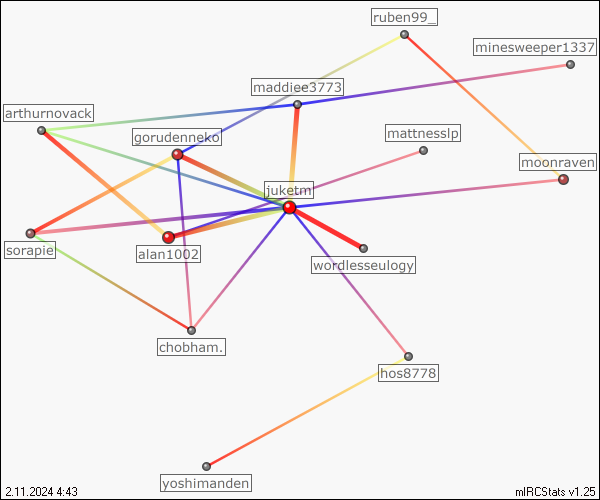 ruben99_
minesweeper1337
maddiee3773
arthurnovack
gorudenneko
mattnesslp
moonraven
juketm
sorapie
alan1002
wordlesseulogy
chobham.
hos8778
yoshimanden
2.11.2024 4:43
mIRCStats v1.25